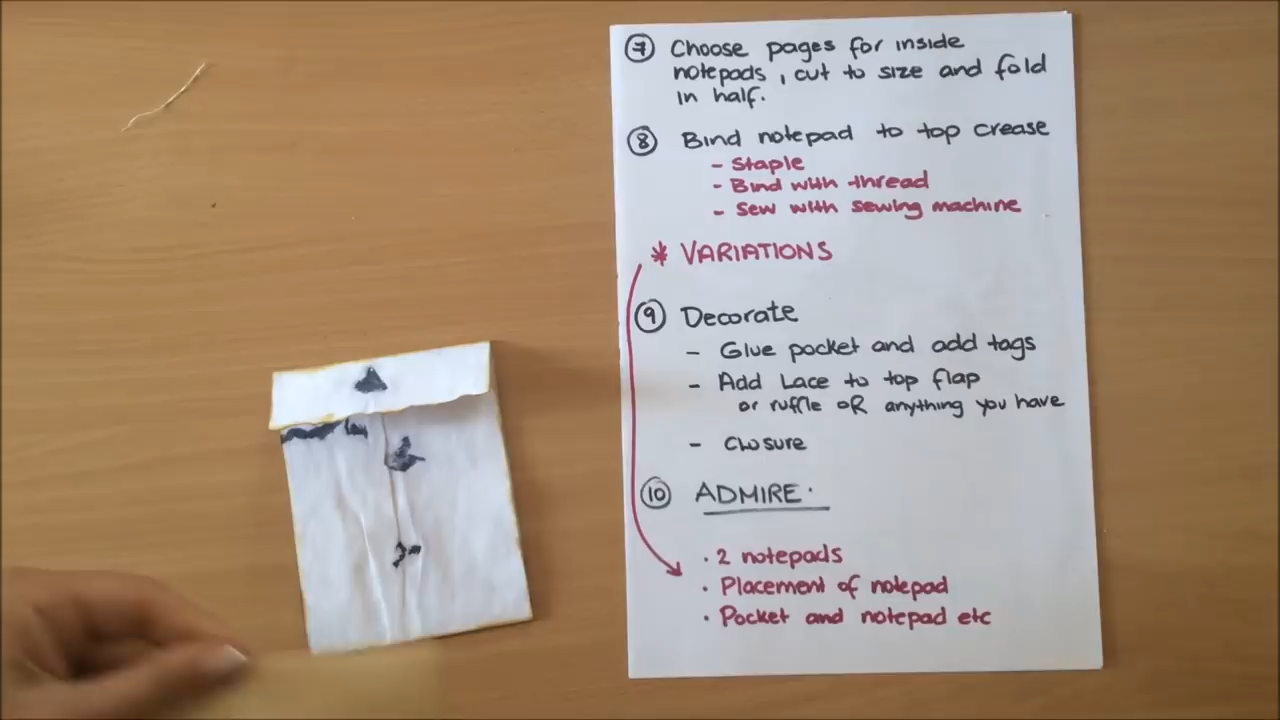 7 Choose pages for inside
notepads, cut to size and fold
in half.
8 Bind notepad to top crease
- Staple
- Bind with thread
- Sew with sewing machine
* VARIATIONS
9 Decorate
- Glue pocket and add tags
- Add Lace to top flap
or ruffle OR anything you have
- Closure
10 ADMIRE.
. 2 notepads
. Placement of notepad
. Pocket and notepad etc